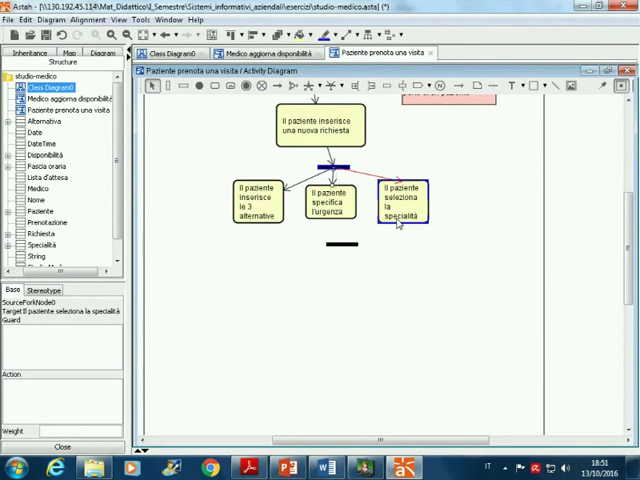 Astah - [\\130.192.45.114\Mat_Didattico\I_Semestre\Sistemi_informativi_aziendali\esercizi\studio-medico.asta] (*)
File Edit Diagram Alignment View Tools Window Help
Inheritance Map Diagram
Structure
studio-medico
Class Diagram0
Medico aggiorna disponibilità
Paziente prenota una visita
Alternativa
Date
DateTime
Disponibilità
Fascia oraria
Lista d'attesa
Medico
Nome
Paziente
Prenotazione
Richiesta
Specialità
String
Base Stereotype
SourceForkNode0
Target Il paziente seleziona la specialità
Guard
Action
Weight
Close
Class Diagram0 Medico aggiorna disponibilità Paziente prenota una visita
Paziente prenota una visita / Activity Diagram
Il paziente inserisce
una nuova richiesta
Il paziente
inserisce
le 3
alternative
Il paziente
specifica
l'urgenza
Il paziente
seleziona
la
specialità
IT
18:51
13/10/2016